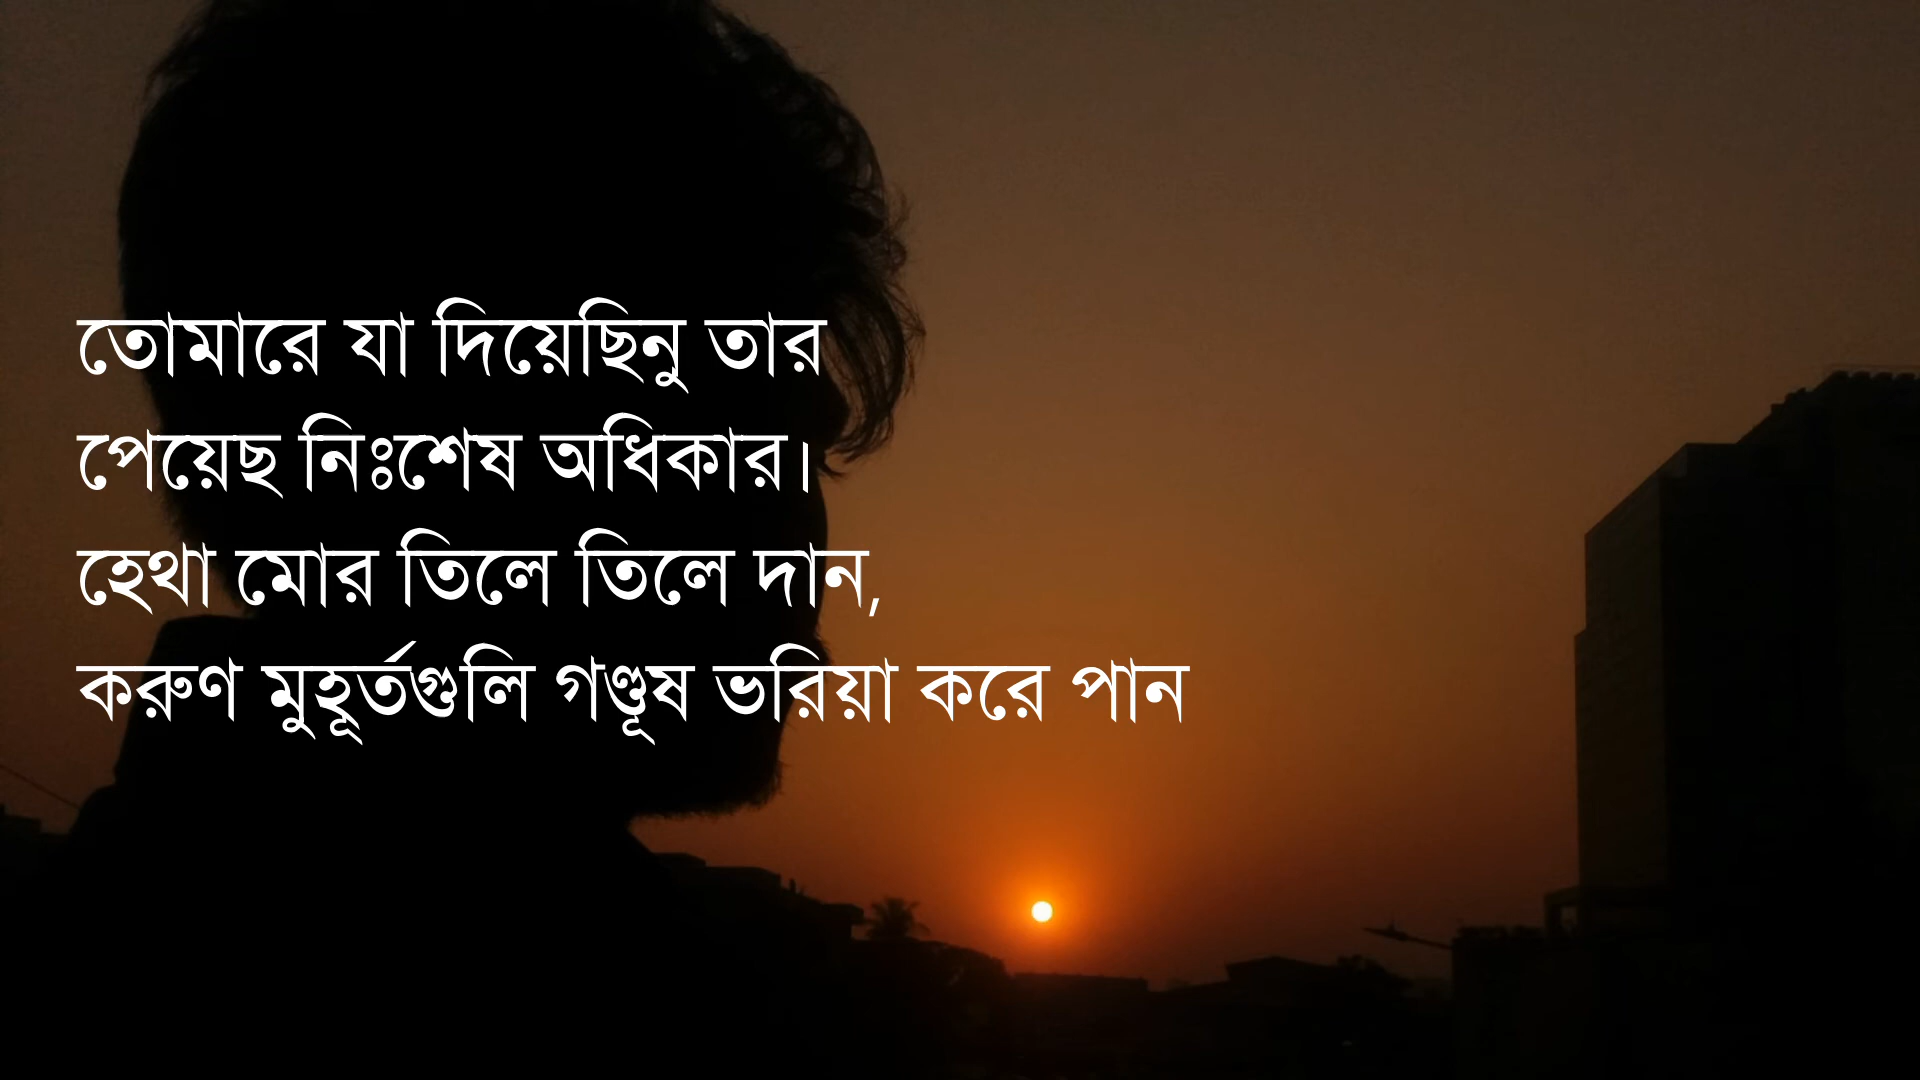 তোমারে যা দিয়েছিনু তার
পেয়েছ নিঃশেষ অধিকার।
হেথা মোর তিলে তিলে দান,
করুণ মুহূর্তগুলি গণ্ডূষ ভরিয়া করে পান